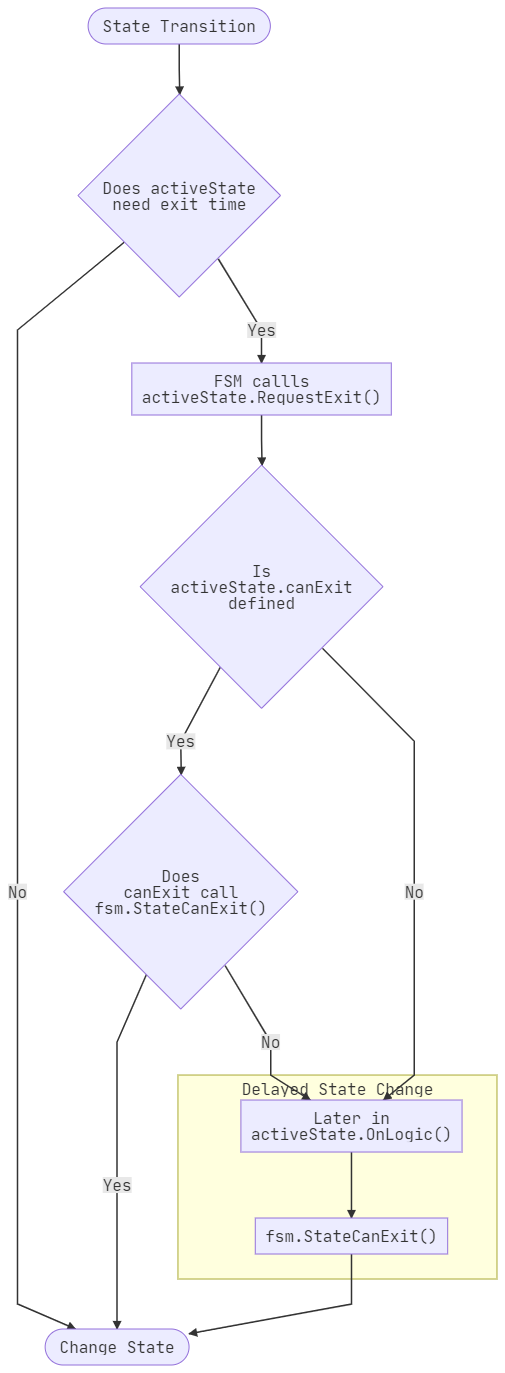 State Transition
Does activeState
need exit time
Yes
FSM callls
activeState.RequestExit()
Is
activeState.canExit
defined
Yes
Does
canExit call
fsm.StateCanExit()
No
No
No
Delayed State Change
Later in
activeState.OnLogic()
Yes
fsm.StateCanExit()
Change State